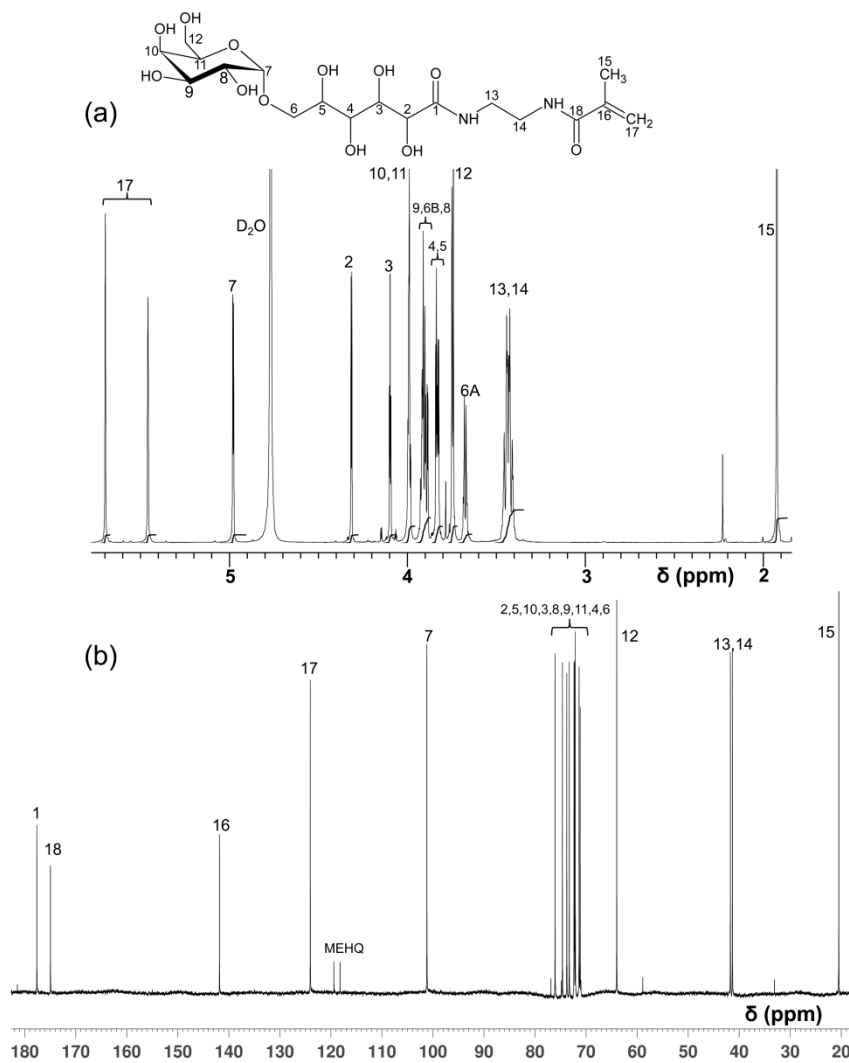 (a)
OH OH
12
10
O
11
7
HO
9
8
OH
O
6
OH
5
4
OH
OH
3
2
OH
O
1
NH
13
14
HN
18
O
15
CH3
16
17
CH2
17
D2O
7
2
3
10,11
9,6B,8
4,5
12
6A
13,14
15
5 4 3 2
δ (ppm)
(b)
1
18
16
17
MEHQ
7
2,5,10,3,8,9,11,4,6
12
13,14
15
δ (ppm)
180 170 160 150 140 130 120 110 100 90 80 70 60 50 40 30 20